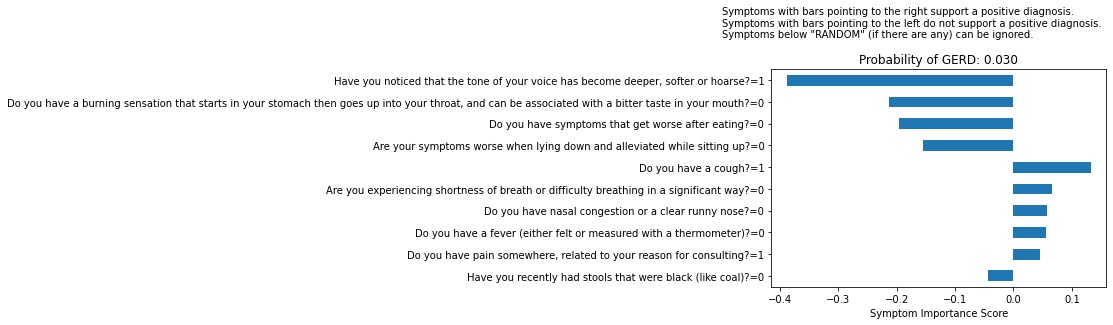 Symptoms with bars pointing to the right support a positive diagnosis.
Symptoms with bars pointing to the left do not support a positive diagnosis.
Symptoms below "RANDOM" (if there are any) can be ignored.
Probability of GERD: 0.030
Have you noticed that the tone of your voice has become deeper, softer or hoarse?=1
Do you have a burning sensation that starts in your stomach then goes up into your throat, and can be associated with a bitter taste in your mouth?=0
Do you have symptoms that get worse after eating?=0
Are your symptoms worse when lying down and alleviated while sitting up?=0
Do you have a cough?=1
Are you experiencing shortness of breath or difficulty breathing in a significant way?=0
Do you have nasal congestion or a clear runny nose?=0
Do you have a fever (either felt or measured with a thermometer)?=0
Do you have pain somewhere, related to your reason for consulting?=1
Have you recently had stools that were black (like coal)?=0
−0.4 −0.3 −0.2 −0.1 0.0 0.1
Symptom Importance Score